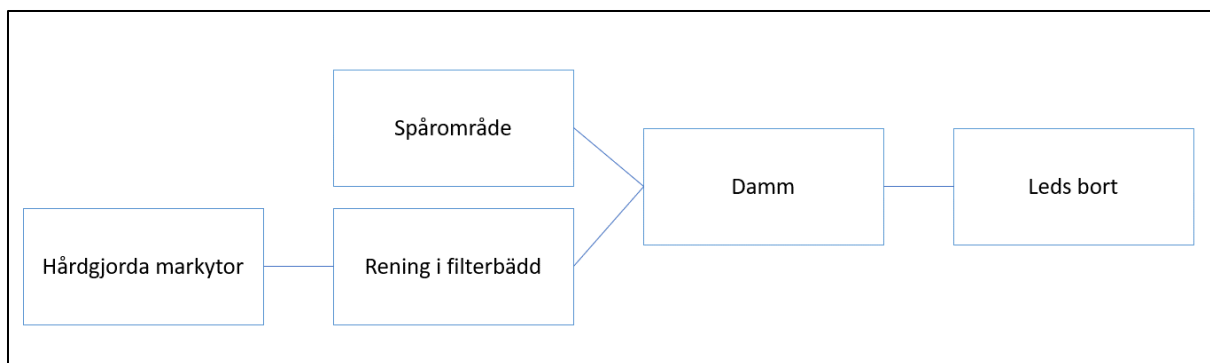 Spårområde
Damm
Leds bort
Hårdgjorda markytor
Rening i filterbädd